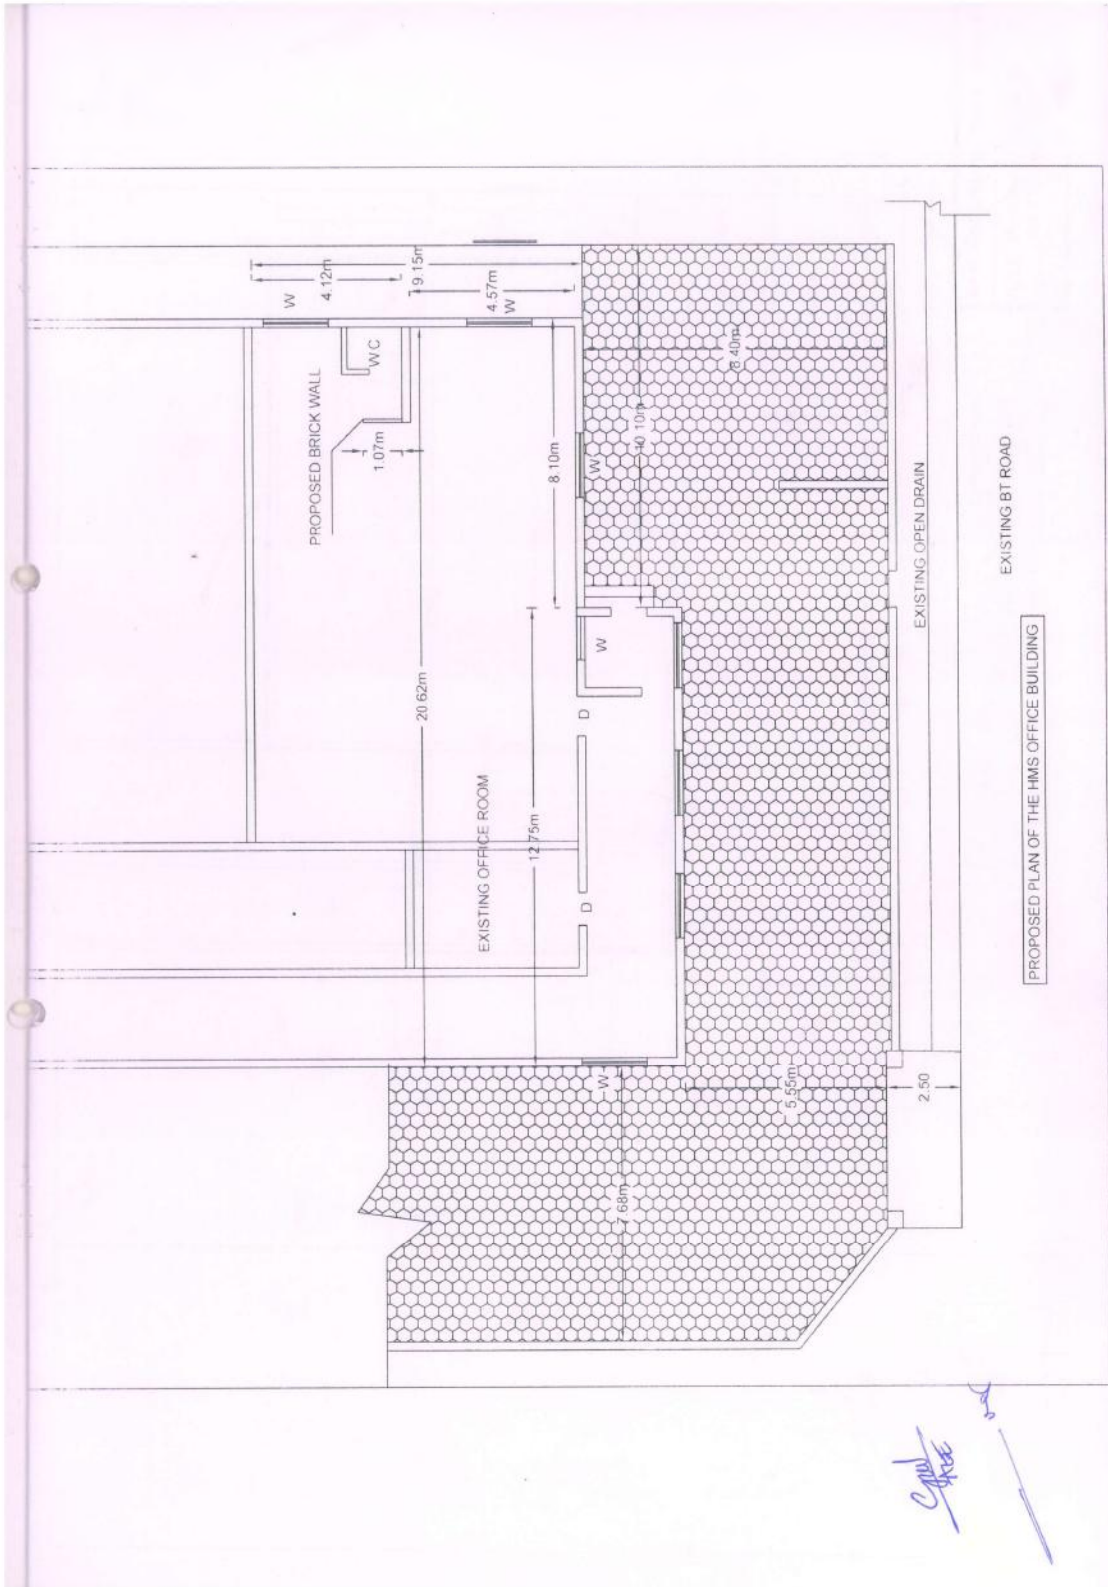 W
4.12m
9.15m
4.57m
W
WC
PROPOSED BRICK WALL
1.07m
8.10m
W
10.10m
8.40m
20.62m
EXISTING OFFICE ROOM
12.75m
W
D
D
W
7.68m
5.55m
2.50
EXISTING OPEN DRAIN
EXISTING BT ROAD
PROPOSED PLAN OF THE HMS OFFICE BUILDING